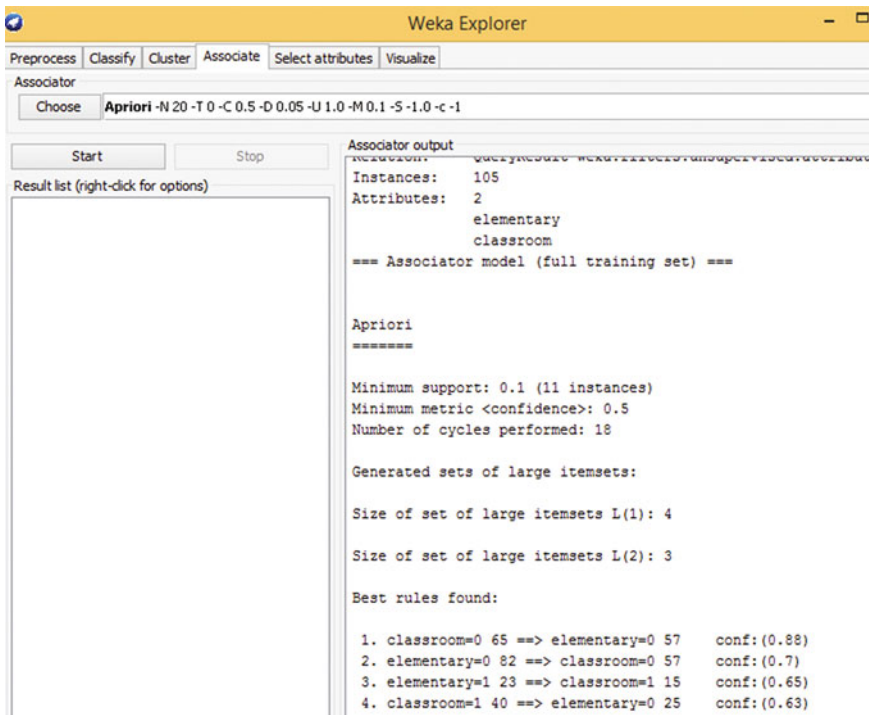 Weka Explorer
Preprocess Classify Cluster Associate Select attributes Visualize
Associator
Choose Apriori -N 20 -T 0 -C 0.5 -D 0.05 -U 1.0 -M 0.1 -S -1.0 -c -1
Start Stop
Result list (right-click for options)
Associator output
Relation: QueryResult-weka.filters.unsupervised.attribut
Instances: 105
Attributes: 2
elementary
classroom
=== Associator model (full training set) ===
Apriori
=======
Minimum support: 0.1 (11 instances)
Minimum metric <confidence>: 0.5
Number of cycles performed: 18
Generated sets of large itemsets:
Size of set of large itemsets L(1): 4
Size of set of large itemsets L(2): 3
Best rules found:
1. classroom=0 65 ==> elementary=0 57 conf:(0.88)
2. elementary=0 82 ==> classroom=0 57 conf:(0.7)
3. elementary=1 23 ==> classroom=1 15 conf:(0.65)
4. classroom=1 40 ==> elementary=0 25 conf:(0.63)